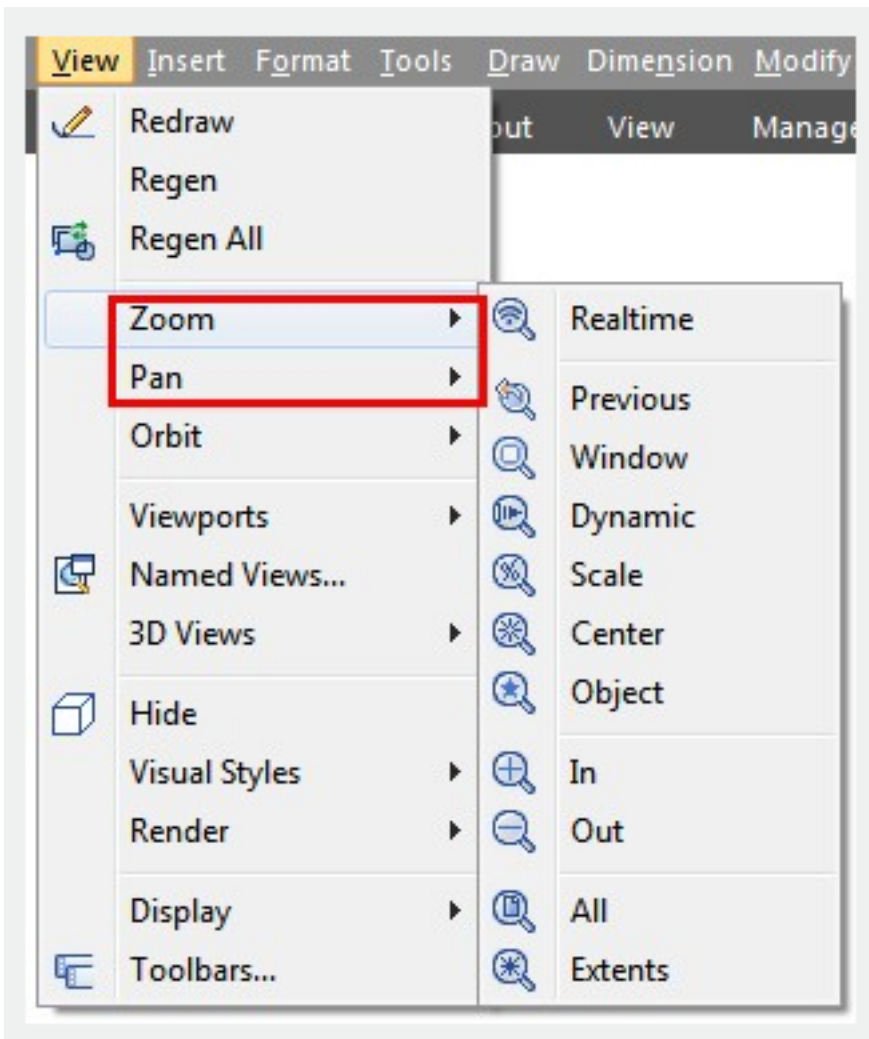 View Insert Format Tools Draw Dimension Modify
out View Manage
Redraw
Regen
Regen All
Zoom
Pan
Orbit
Viewports
Named Views...
3D Views
Hide
Visual Styles
Render
Display
Toolbars...
Realtime
Previous
Window
Dynamic
Scale
Center
Object
In
Out
All
Extents